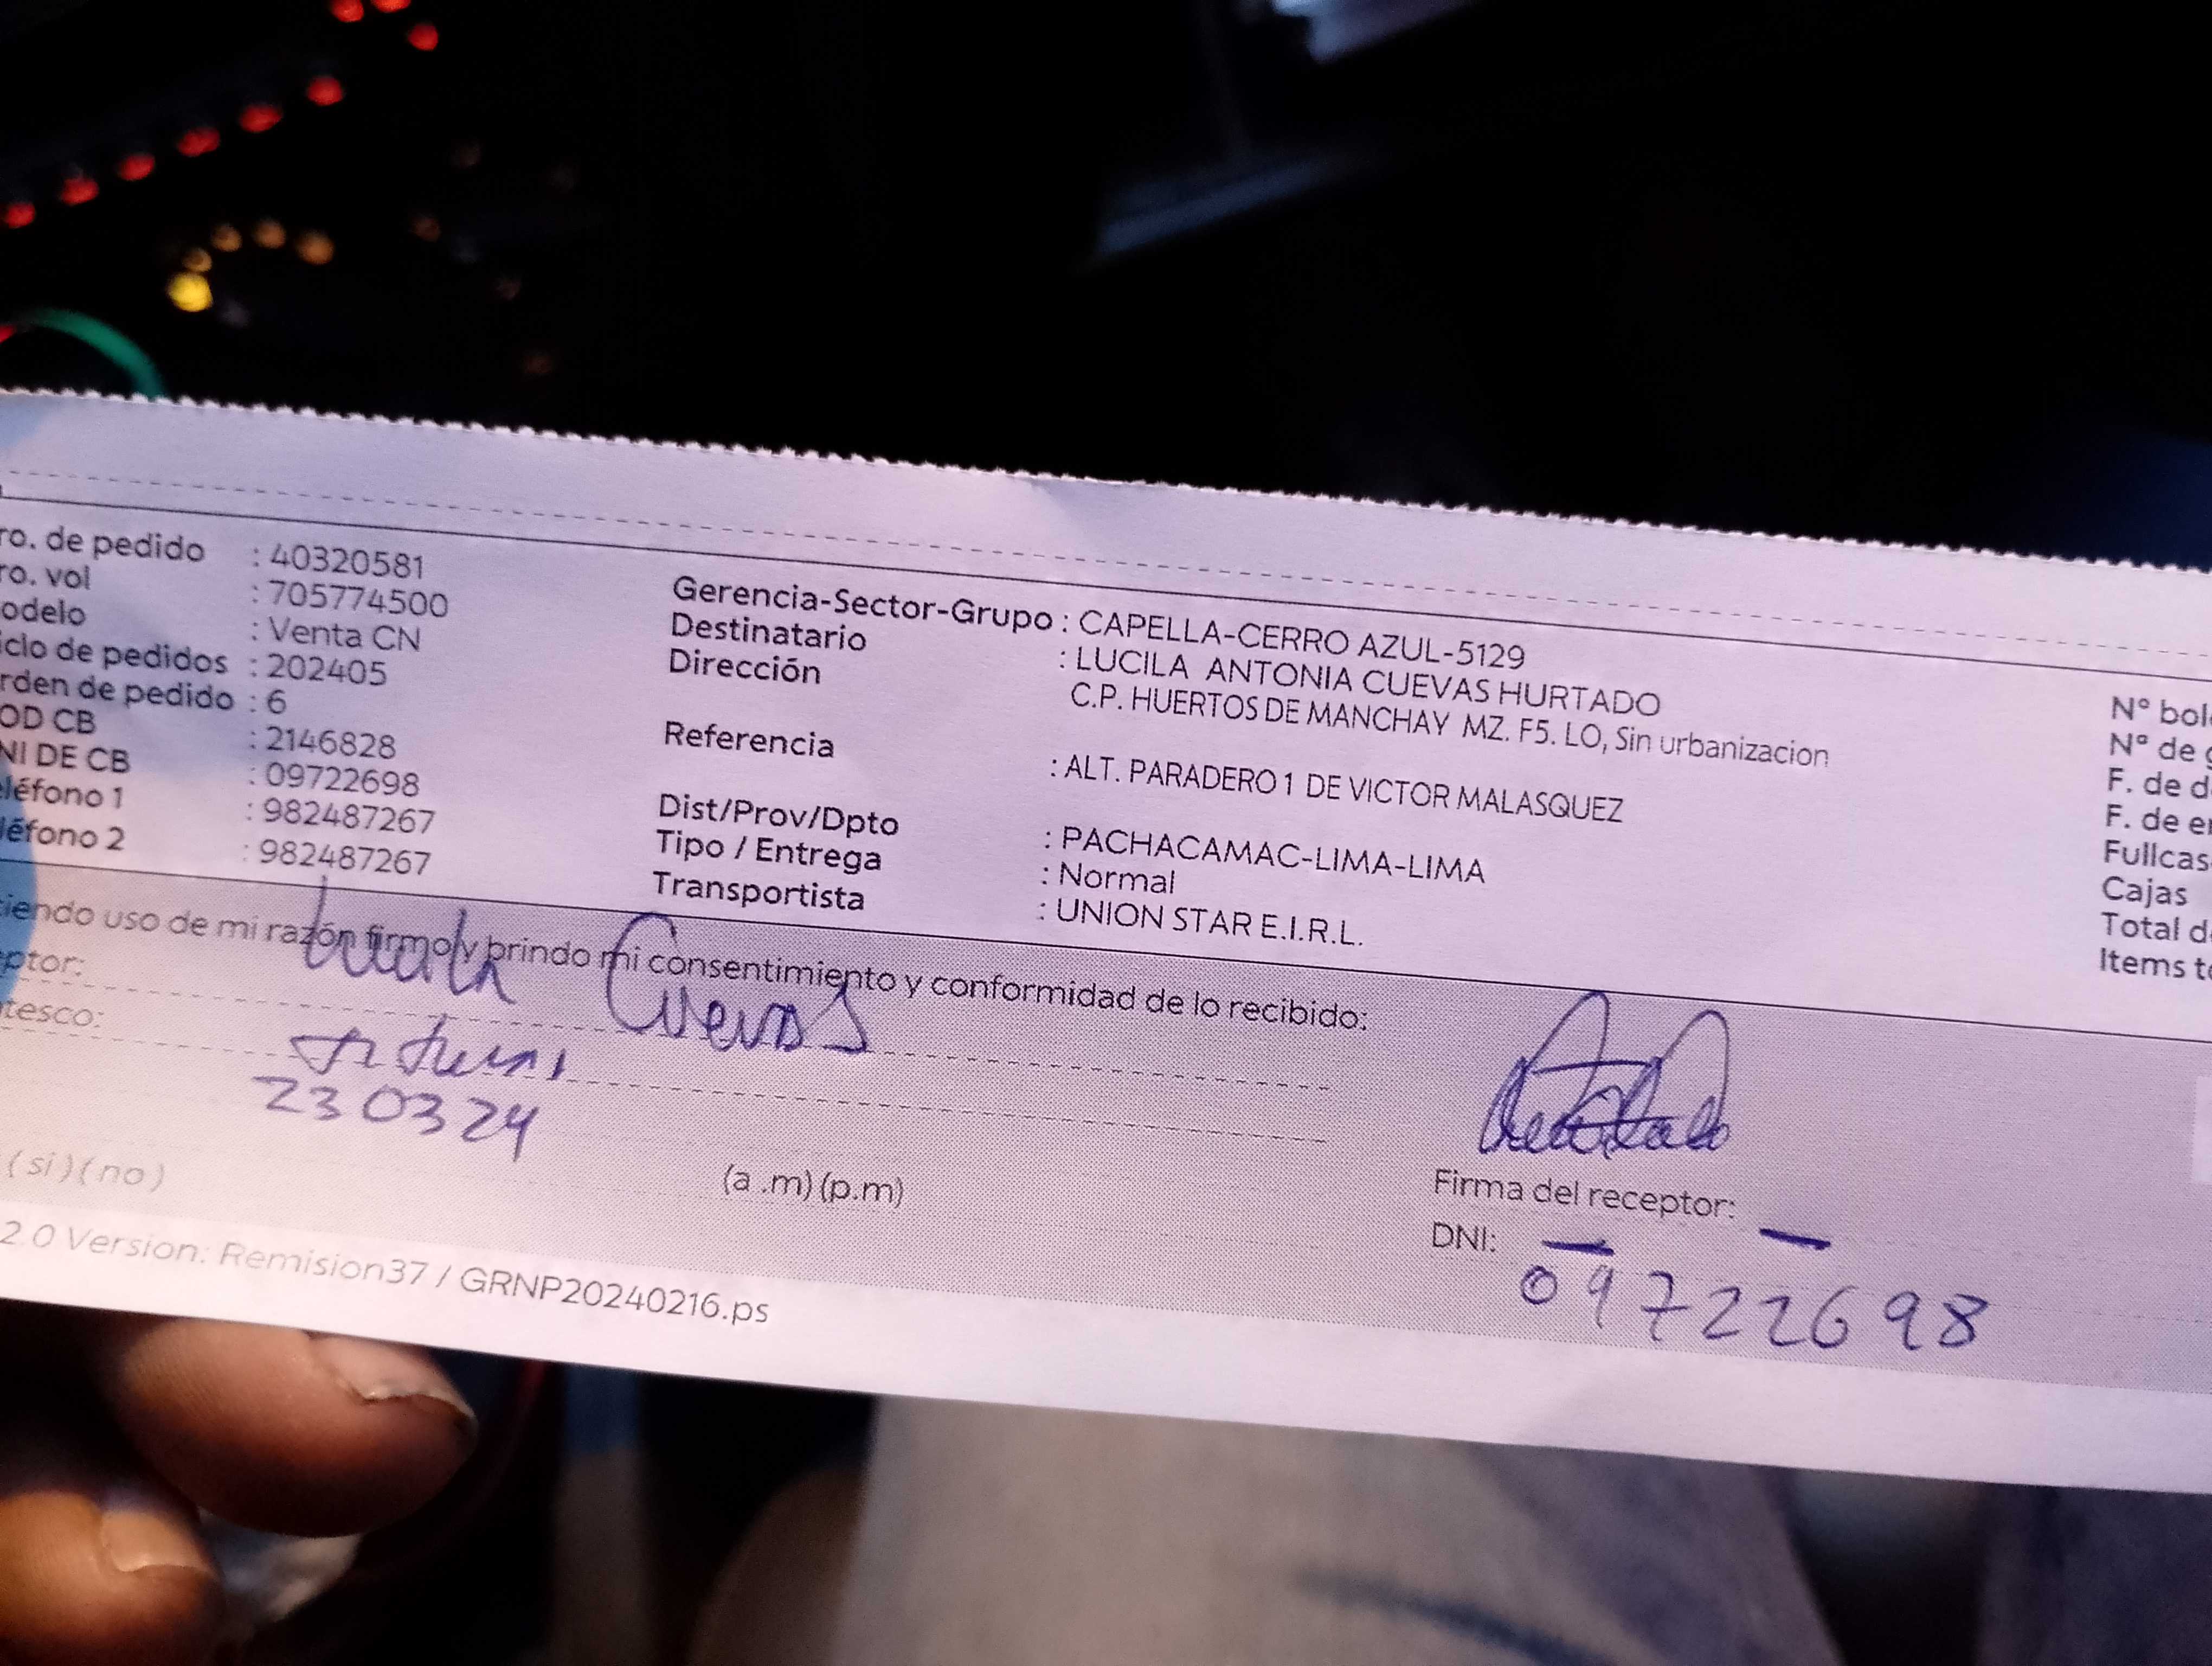 ro. de pedido : 40320581
ro. vol : 705774500
odelo : Venta CN
iclo de pedidos : 202405
rden de pedido : 6
OD CB : 2146828
NI DE CB : 09722698
eléfono 1 : 982487267
léfono 2 : 982487267
Gerencia-Sector-Grupo : CAPELLA-CERRO AZUL-5129
Destinatario : LUCILA ANTONIA CUEVAS HURTADO
Dirección C.P. HUERTOS DE MANCHAY MZ. F5. LO, Sin urbanizacion
Referencia : ALT. PARADERO 1 DE VICTOR MALASQUEZ
Dist/Prov/Dpto : PACHACAMAC-LIMA-LIMA
Tipo / Entrega : Normal
Transportista : UNION STAR E.I.R.L.
N° bol
N° de g
F. de d
F. de e
Fullcas
Cajas
Total d
Items t
iendo uso de mi razón firmo y brindo mi consentimiento y conformidad de lo recibido:
ptor: Lucila Cuevas
tesco: Titular
230324
(si)(no) (a .m)(p.m)
Firma del receptor:
DNI: 09722698
2.0 Version: Remision37 / GRNP20240216.ps